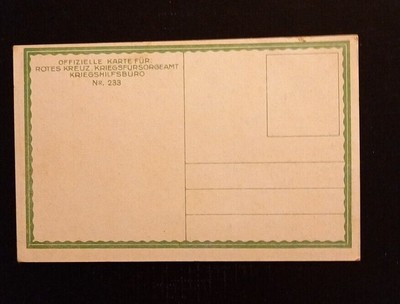 OFFIZIELLE KARTE FÜR
ROTES KREUZ, KRIEGSFÜRSORGEAMT
KRIEGSHILFSBÜRO
NR. 233